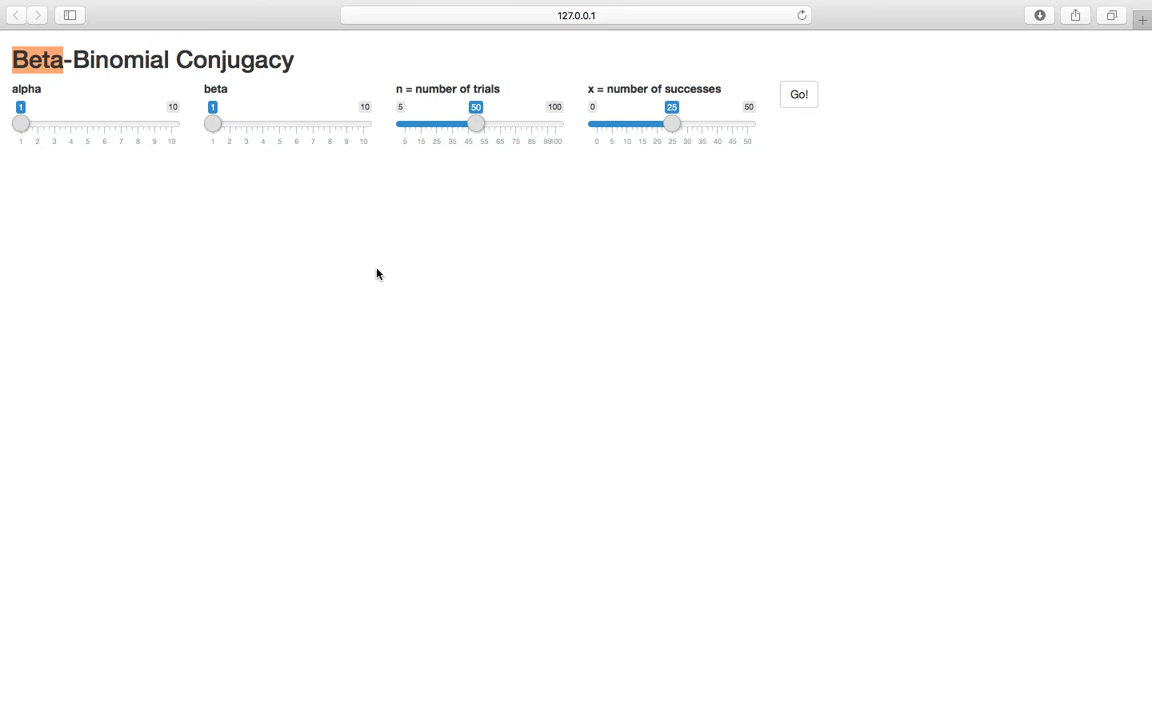 127.0.0.1
Beta-Binomial Conjugacy
alpha
1 10
1 2 3 4 5 6 7 8 9 10
beta
1 10
1 2 3 4 5 6 7 8 9 10
n = number of trials
5 50 100
5 15 25 35 45 55 65 75 85 95 100
x = number of successes
0 25 50
0 5 10 15 20 25 30 35 40 45 50
Go!